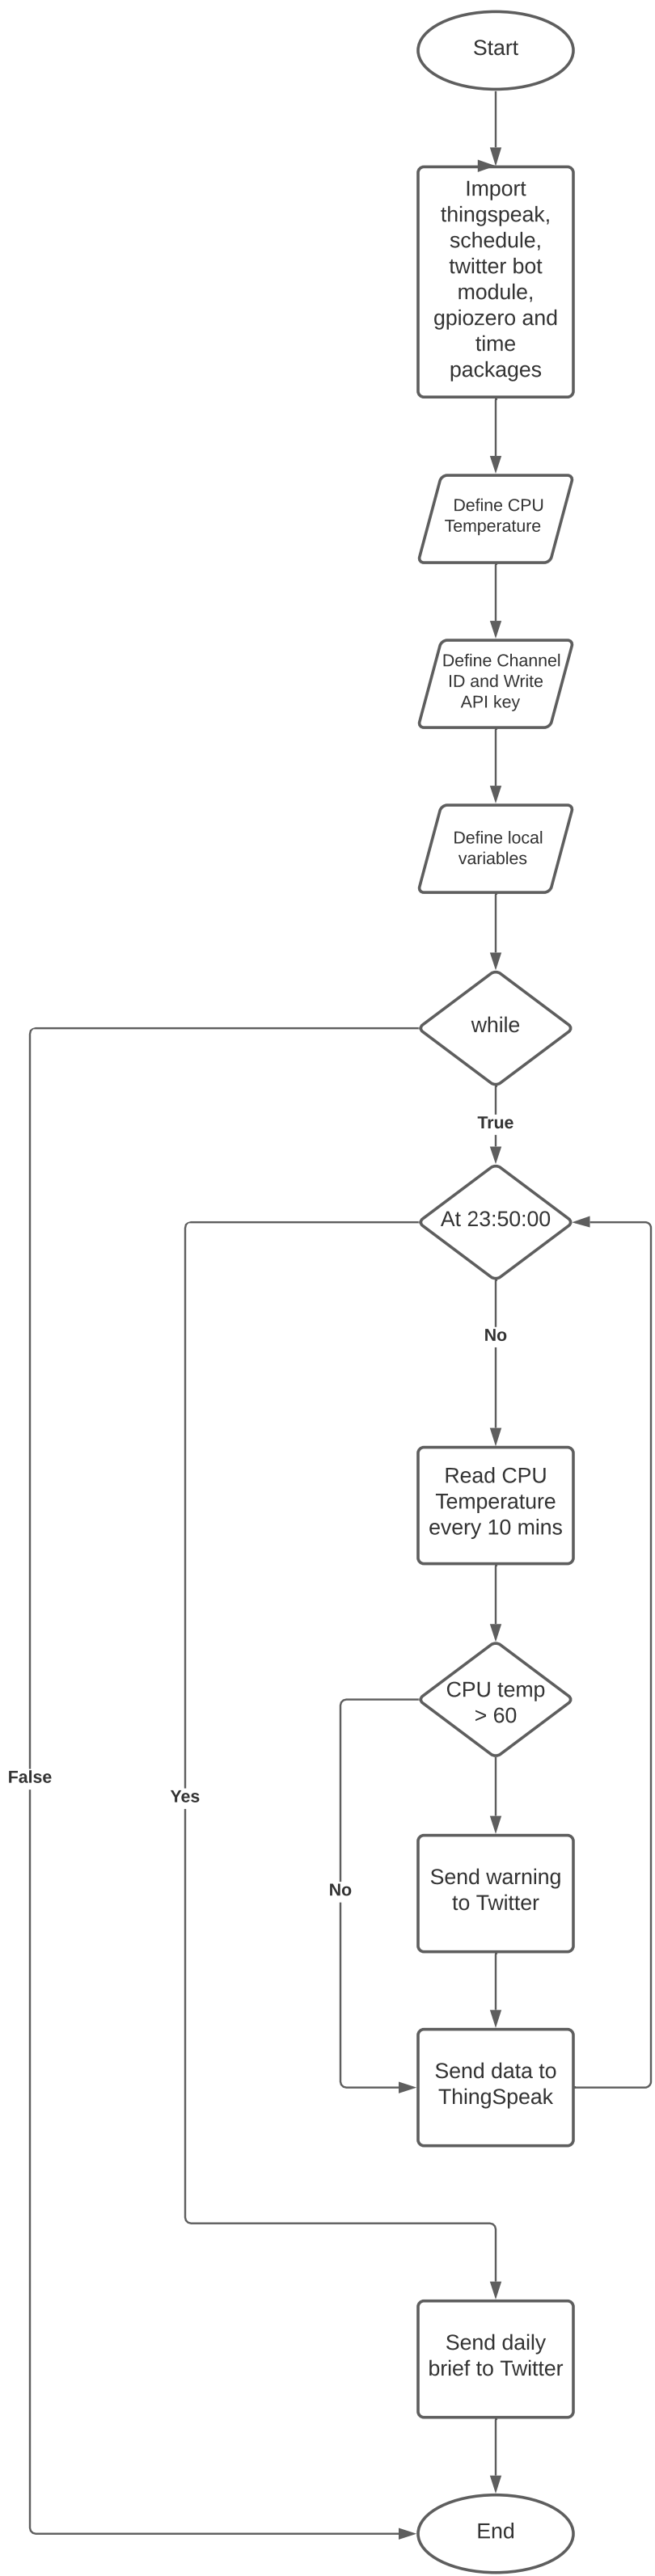 Start
Import
thingspeak,
schedule,
twitter bot
module,
gpiozero and
time
packages
Define CPU
Temperature
Define Channel
ID and Write
API key
Define local
variables
while
True
At 23:50:00
No
Read CPU
Temperature
every 10 mins
CPU temp
> 60
False
Yes
No
Send warning
to Twitter
Send data to
ThingSpeak
Send daily
brief to Twitter
End